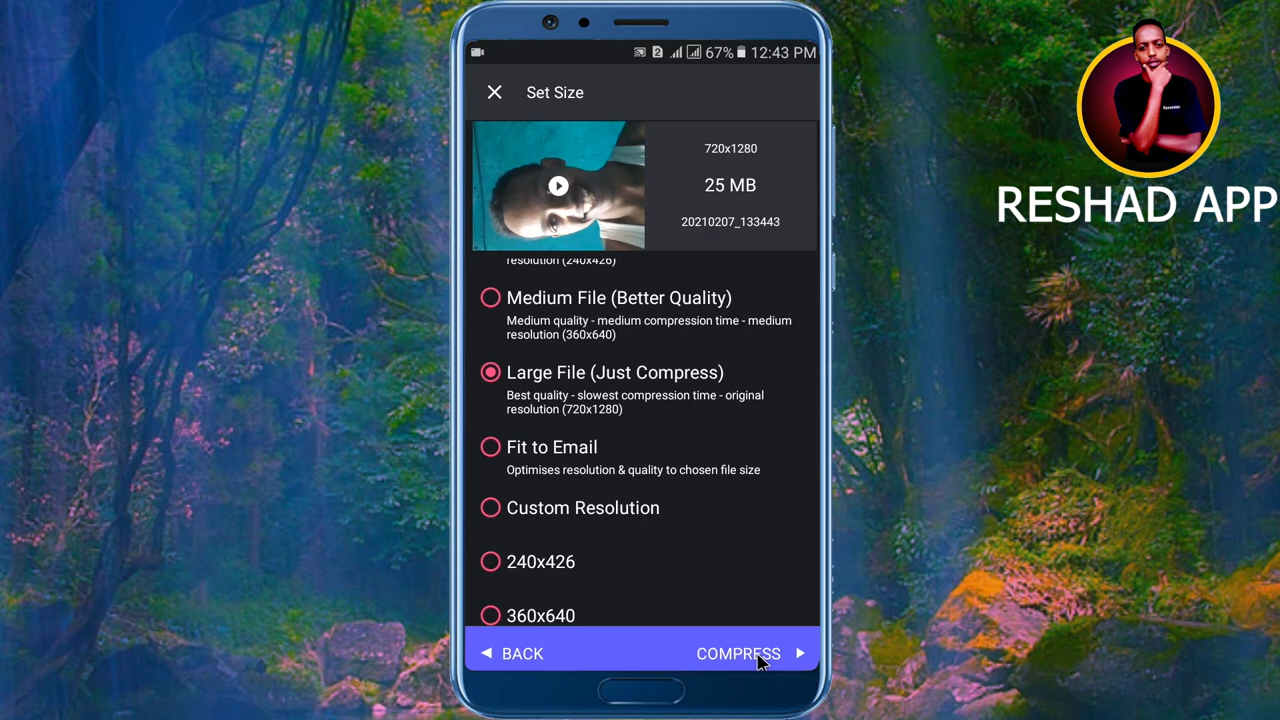 67% 12:43 PM
Set Size
720x1280
25 MB
20210207_133443
resolution (240x426)
Medium File (Better Quality)
Medium quality - medium compression time - medium
resolution (360x640)
Large File (Just Compress)
Best quality - slowest compression time - original
resolution (720x1280)
Fit to Email
Optimises resolution & quality to chosen file size
Custom Resolution
240x426
360x640
BACK
COMPRESS
RESHAD APP